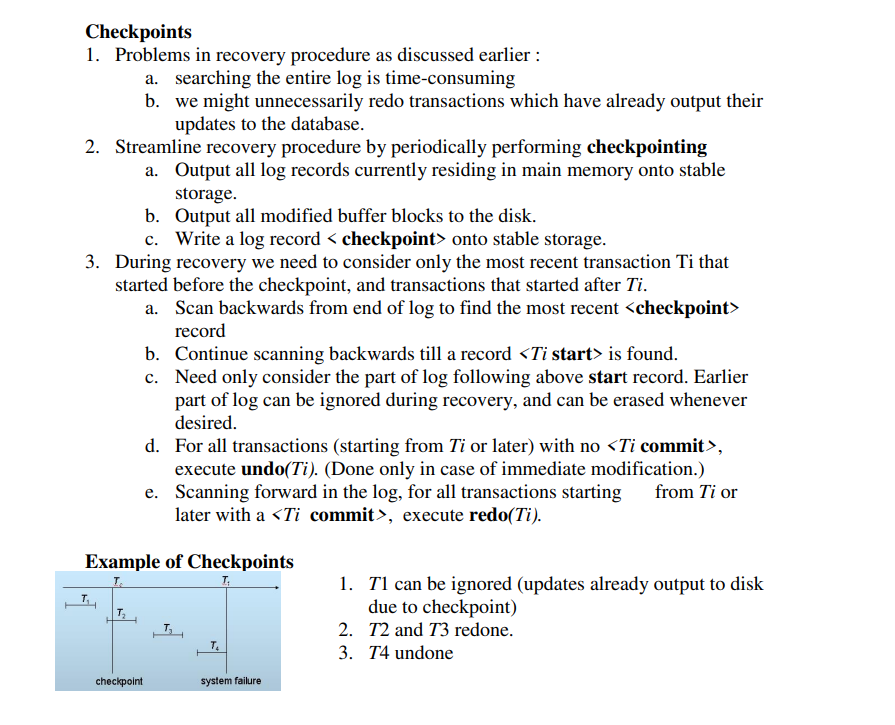 Checkpoints
1. Problems in recovery procedure as discussed earlier :
a. searching the entire log is time-consuming
b. we might unnecessarily redo transactions which have already output their
updates to the database.
2. Streamline recovery procedure by periodically performing checkpointing
a. Output all log records currently residing in main memory onto stable
storage.
b. Output all modified buffer blocks to the disk.
c. Write a log record < checkpoint> onto stable storage.
3. During recovery we need to consider only the most recent transaction Ti that
started before the checkpoint, and transactions that started after Ti.
a. Scan backwards from end of log to find the most recent <checkpoint>
record
b. Continue scanning backwards till a record <Ti start> is found.
c. Need only consider the part of log following above start record. Earlier
part of log can be ignored during recovery, and can be erased whenever
desired.
d. For all transactions (starting from Ti or later) with no <Ti commit>,
execute undo(Ti). (Done only in case of immediate modification.)
e. Scanning forward in the log, for all transactions starting from Ti or
later with a <Ti commit>, execute redo(Ti).
Example of Checkpoints
T1
T2
T3
T4
checkpoint system failure
1. T1 can be ignored (updates already output to disk
due to checkpoint)
2. T2 and T3 redone.
3. T4 undone